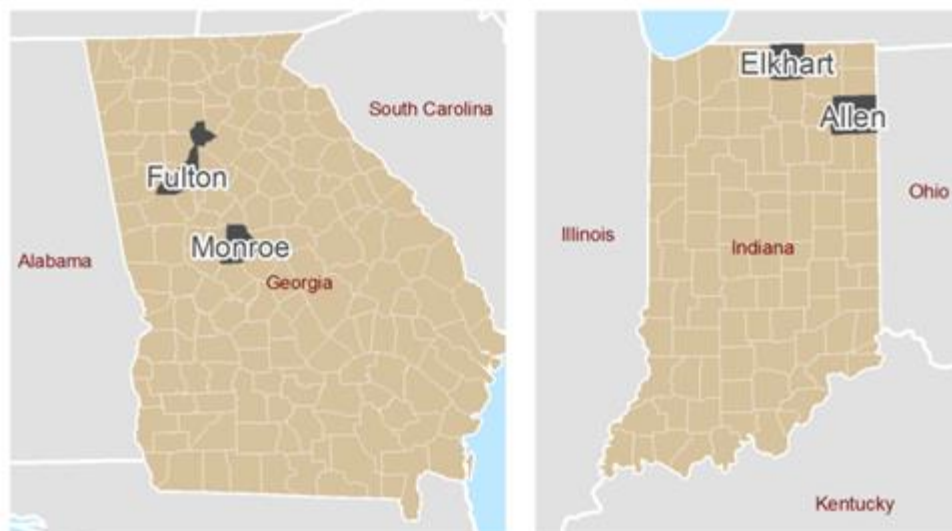 South Carolina
Fulton
Monroe
Alabama
Georgia
Elkhart
Allen
Ohio
Illinois
Indiana
Kentucky